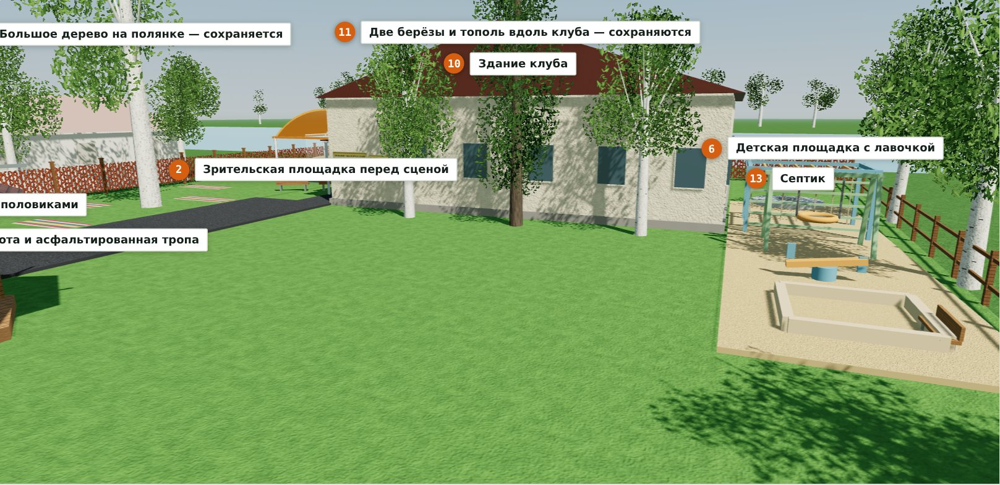 Большое дерево на полянке — сохраняется
11 Две берёзы и тополь вдоль клуба — сохраняются
10 Здание клуба
6 Детская площадка с лавочкой
2 Зрительская площадка перед сценой
13 Септик
половиками
ота и асфальтированная тропа